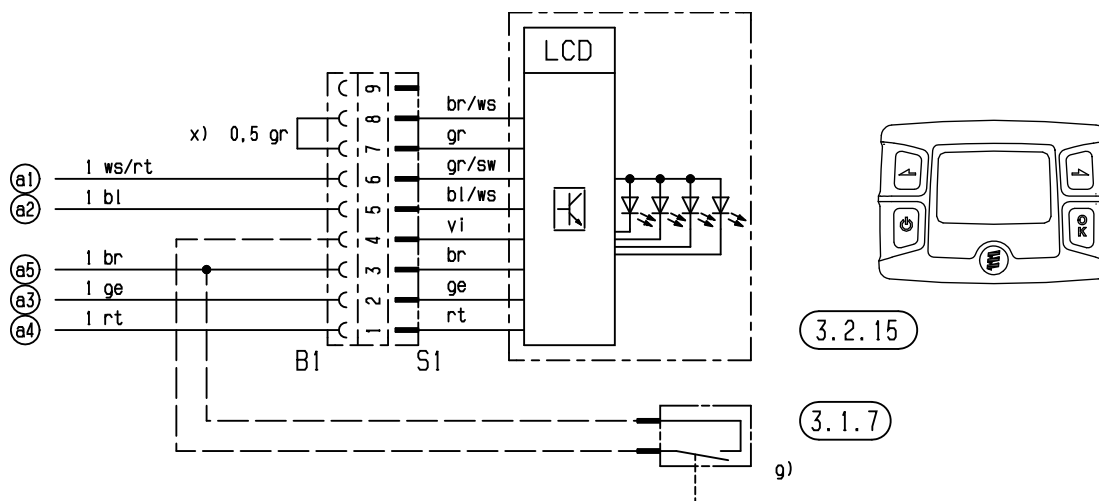 LCD
9
br/ws
8
x) 0,5 gr
gr
7
1 ws/rt
gr/sw
a1
6
1 bl
bl/ws
a2
5
vi
4
1 br
br
a5
3
1 ge
ge
a3
2
1 rt
rt
a4
1
B1
S1
OK
3.2.15
3.1.7
g)